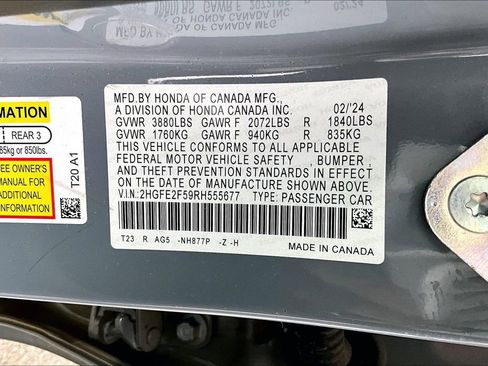 MFD.BY HONDA OF CANADA MFG.,
A DIVISION OF HONDA CANADA INC. 02/'24
GVWR 3880LBS GAWR F 2072LBS R 1840LBS
GVWR 1760KG GAWR F 940KG R 835KG
THIS VEHICLE CONFORMS TO ALL APPLICABLE
FEDERAL MOTOR VEHICLE SAFETY , BUMPER ,
AND THEFT PREVENTION STANDARDS IN EFFECT
ON THE DATE OF MANUFACTURE SHOWN ABOVE.
V.I.N.:2HGFE2F59RH555677 TYPE: PASSENGER CAR
T23 R AG5 -NH877P -Z -H
MADE IN CANADA
REAR 3
or 850lbs.
OWNER'S
MANUAL FOR
T20 A1